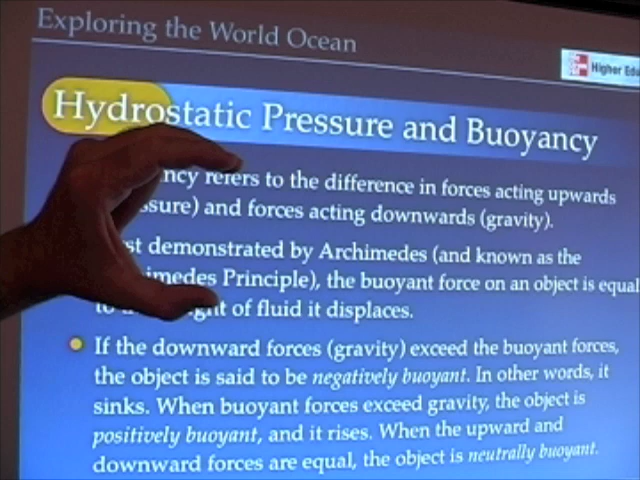 Exploring the World Ocean
Higher Edu
Hydrostatic Pressure and Buoyancy
ncy refers to the difference in forces acting upwards
ssure) and forces acting downwards (gravity).
st demonstrated by Archimedes (and known as the
imedes Principle), the buoyant force on an object is equal
to ght of fluid it displaces.
If the downward forces (gravity) exceed the buoyant forces,
the object is said to be negatively buoyant. In other words, it
sinks. When buoyant forces exceed gravity, the object is
positively buoyant, and it rises. When the upward and
downward forces are equal, the object is neutrally buoyant.